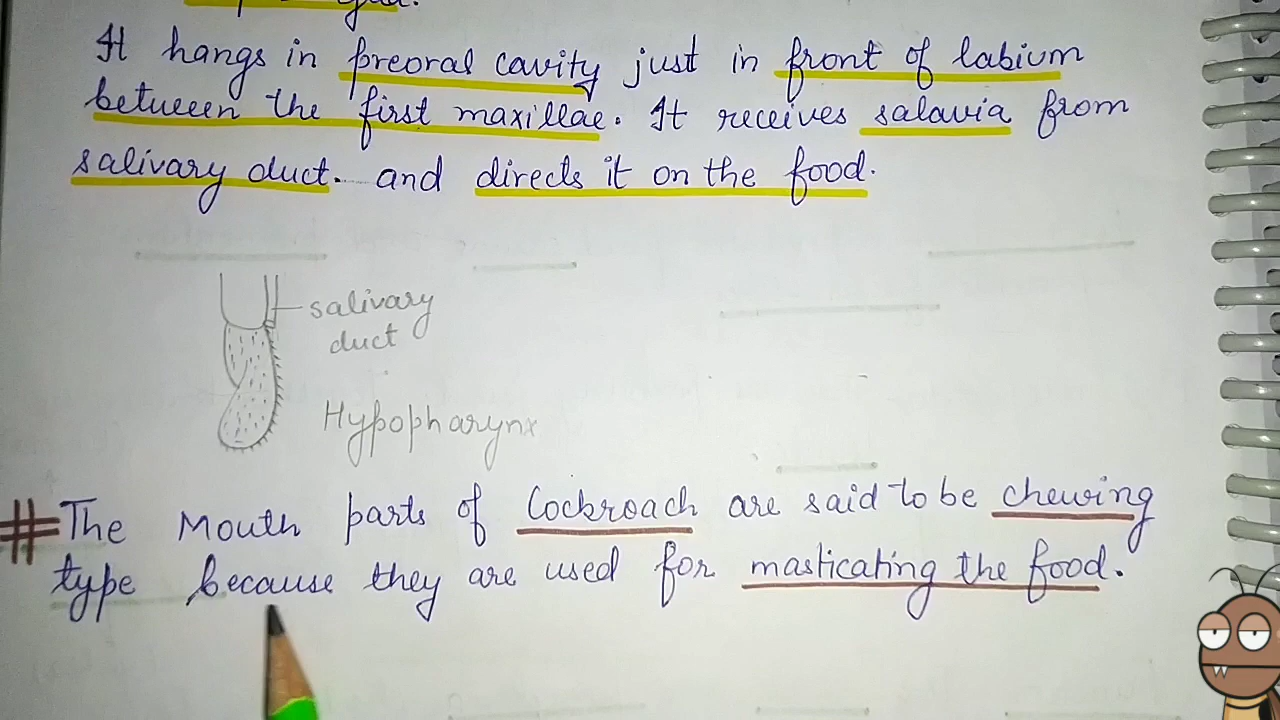 It hangs in preoral cavity just in front of labium
between the first maxillae. It receives salavia from
salivary duct. and directs it on the food.
salivary
duct
Hypopharynx
# The Mouth parts of Cockroach are said to be chewing
type because they are used for masticating the food.